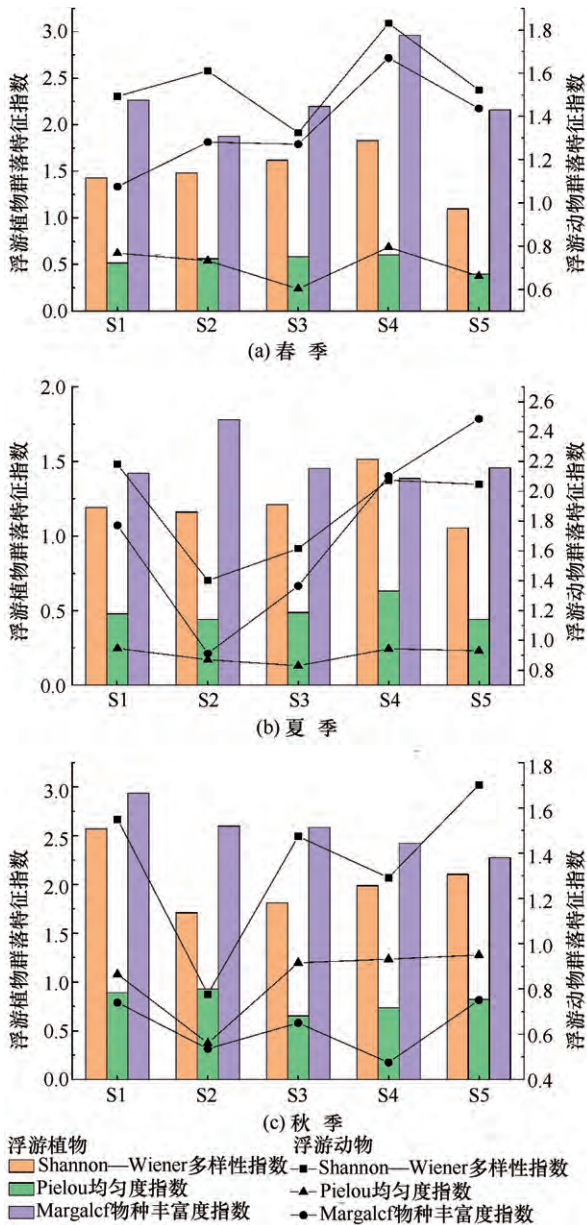 浮游植物群落特征指数
3.0
2.5
2.0
1.5
1.0
0.5
0.0
浮游动物群落特征指数
1.8
1.6
1.4
1.2
1.0
0.8
0.6
S1 S2 S3 S4 S5
(a) 春 季
浮游植物群落特征指数
2.0
1.5
1.0
0.5
0.0
浮游动物群落特征指数
2.6
2.4
2.2
2.0
1.8
1.6
1.4
1.2
1.0
0.8
S1 S2 S3 S4 S5
(b) 夏 季
浮游植物群落特征指数
3.0
2.5
2.0
1.5
1.0
0.5
0.0
浮游动物群落特征指数
1.8
1.6
1.4
1.2
1.0
0.8
0.6
0.4
S1 S2 S3 S4 S5
(c) 秋 季
浮游植物
Shannon—Wiener多样性指数
Pielou均匀度指数
Margalcf物种丰富度指数
浮游动物
Shannon—Wiener多样性指数
Pielou均匀度指数
Margalcf物种丰富度指数